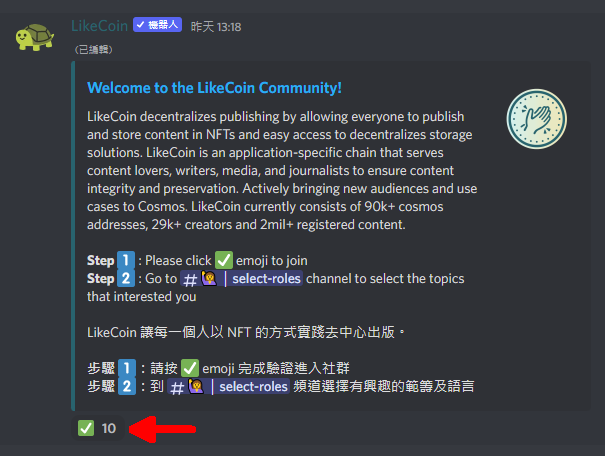 LikeCoin ✓ 機器人 昨天 13:18
(已編輯)
Welcome to the LikeCoin Community!
LikeCoin decentralizes publishing by allowing everyone to publish
and store content in NFTs and easy access to decentralizes storage
solutions. LikeCoin is an application-specific chain that serves
content lovers, writers, media, and journalists to ensure content
integrity and preservation. Actively bringing new audiences and use
cases to Cosmos. LikeCoin currently consists of 90k+ cosmos
addresses, 29k+ creators and 2mil+ registered content.
Step 1 : Please click ✅ emoji to join
Step 2 : Go to # 🙋‍♀️ | select-roles channel to select the topics
that interested you
LikeCoin 讓每一個人以 NFT 的方式實踐去中心出版。
步驟 1 : 請按 ✅ emoji 完成驗證進入社群
步驟 2 : 到 # 🙋‍♀️ | select-roles 頻道選擇有興趣的範籌及語言
✅ 10